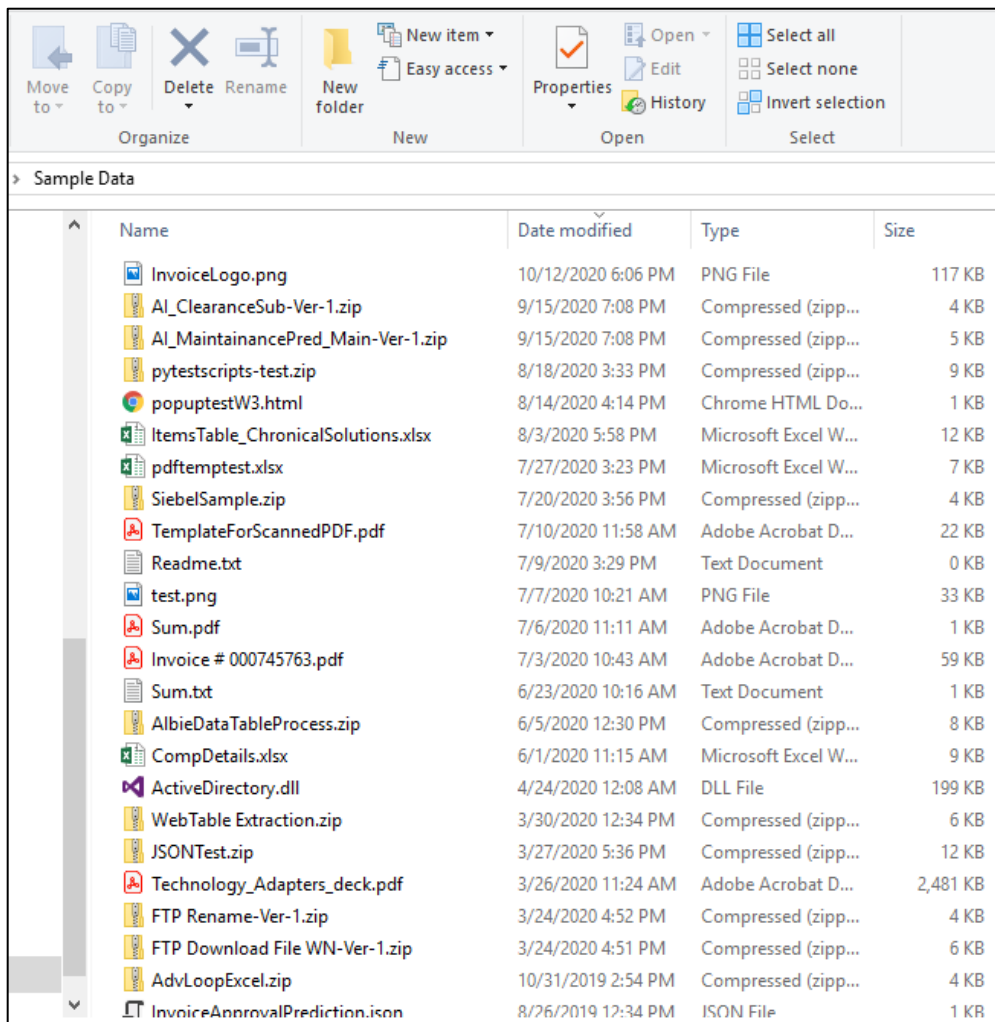 Move to
Copy to
Delete
Rename
Organize
New folder
New item
Easy access
New
Properties
Open
Edit
History
Open
Select all
Select none
Invert selection
Select
Sample Data
Name Date modified Type Size
InvoiceLogo.png 10/12/2020 6:06 PM PNG File 117 KB
AI_ClearanceSub-Ver-1.zip 9/15/2020 7:08 PM Compressed (zipp... 4 KB
AI_MaintainancePred_Main-Ver-1.zip 9/15/2020 7:08 PM Compressed (zipp... 5 KB
pytestscripts-test.zip 8/18/2020 3:33 PM Compressed (zipp... 9 KB
popuptestW3.html 8/14/2020 4:14 PM Chrome HTML Do... 1 KB
ItemsTable_ChronicalSolutions.xlsx 8/3/2020 5:58 PM Microsoft Excel W... 12 KB
pdftemptest.xlsx 7/27/2020 3:23 PM Microsoft Excel W... 7 KB
SiebelSample.zip 7/20/2020 3:56 PM Compressed (zipp... 4 KB
TemplateForScannedPDF.pdf 7/10/2020 11:58 AM Adobe Acrobat D... 22 KB
Readme.txt 7/9/2020 3:29 PM Text Document 0 KB
test.png 7/7/2020 10:21 AM PNG File 33 KB
Sum.pdf 7/6/2020 11:11 AM Adobe Acrobat D... 1 KB
Invoice # 000745763.pdf 7/3/2020 10:43 AM Adobe Acrobat D... 59 KB
Sum.txt 6/23/2020 10:16 AM Text Document 1 KB
AlbieDataTableProcess.zip 6/5/2020 12:30 PM Compressed (zipp... 8 KB
CompDetails.xlsx 6/1/2020 11:15 AM Microsoft Excel W... 9 KB
ActiveDirectory.dll 4/24/2020 12:08 AM DLL File 199 KB
WebTable Extraction.zip 3/30/2020 12:34 PM Compressed (zipp... 6 KB
JSONTest.zip 3/27/2020 5:36 PM Compressed (zipp... 12 KB
Technology_Adapters_deck.pdf 3/26/2020 11:24 AM Adobe Acrobat D... 2,481 KB
FTP Rename-Ver-1.zip 3/24/2020 4:52 PM Compressed (zipp... 4 KB
FTP Download File WN-Ver-1.zip 3/24/2020 4:51 PM Compressed (zipp... 6 KB
AdvLoopExcel.zip 10/31/2019 2:54 PM Compressed (zipp... 4 KB
InvoiceApprovalPrediction.json 8/26/2019 12:34 PM JSON File 1 KB